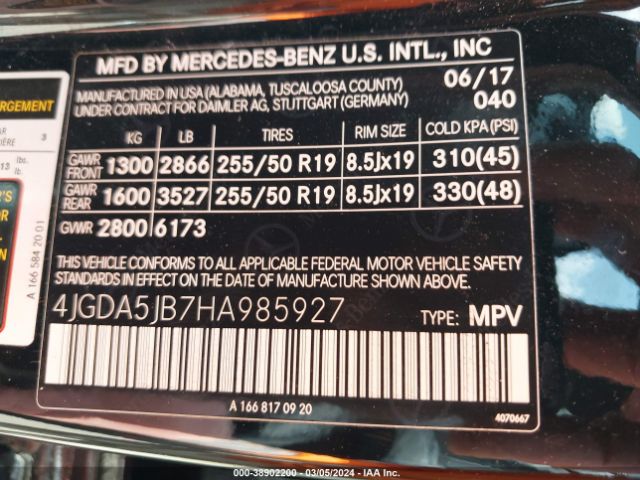 MFD BY MERCEDES-BENZ U.S. INTL., INC
MANUFACTURED IN USA (ALABAMA, TUSCALOOSA COUNTY) 06/17
UNDER CONTRACT FOR DAIMLER AG, STUTTGART (GERMANY) 040
KG LB TIRES RIM SIZE COLD KPA(PSI)
GAWR FRONT 1300 2866 255/50 R19 8.5Jx19 310(45)
GAWR REAR 1600 3527 255/50 R19 8.5Jx19 330(48)
GVWR 2800 6173
THIS VEHICLE CONFORMS TO ALL APPLICABLE FEDERAL MOTOR VEHICLE SAFETY
STANDARDS IN EFFECT ON THE DATE OF MANUFACTURE SHOWN ABOVE.
4JGDA5JB7HA985927 TYPE: MPV
A 166 817 09 20
4070667
3
A 166 584 20 01
000-38902200 - 03/05/2024 - IAA Inc.